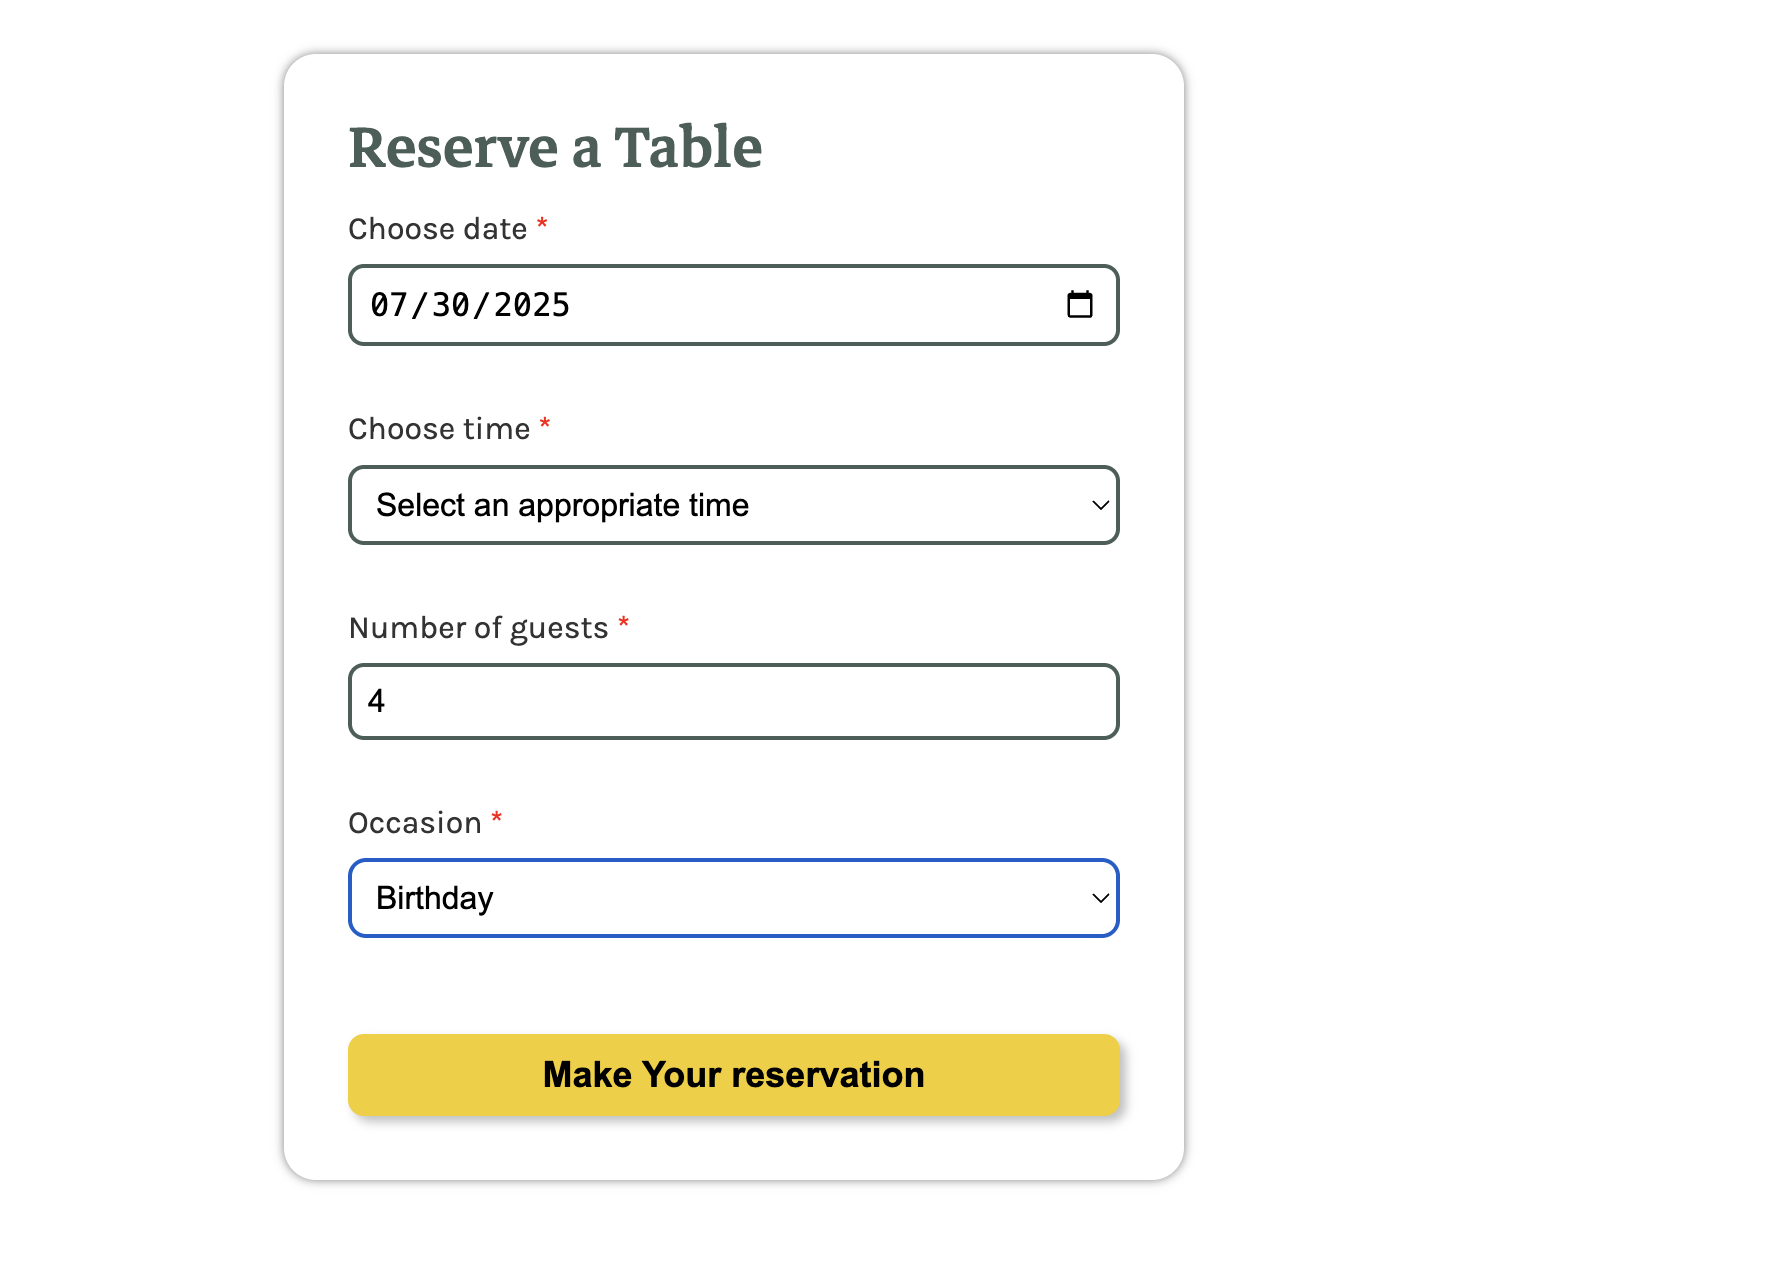 Reserve a Table
Choose date *
07/30/2025
Choose time *
Select an appropriate time
Number of guests *
4
Occasion *
Birthday
Make Your reservation